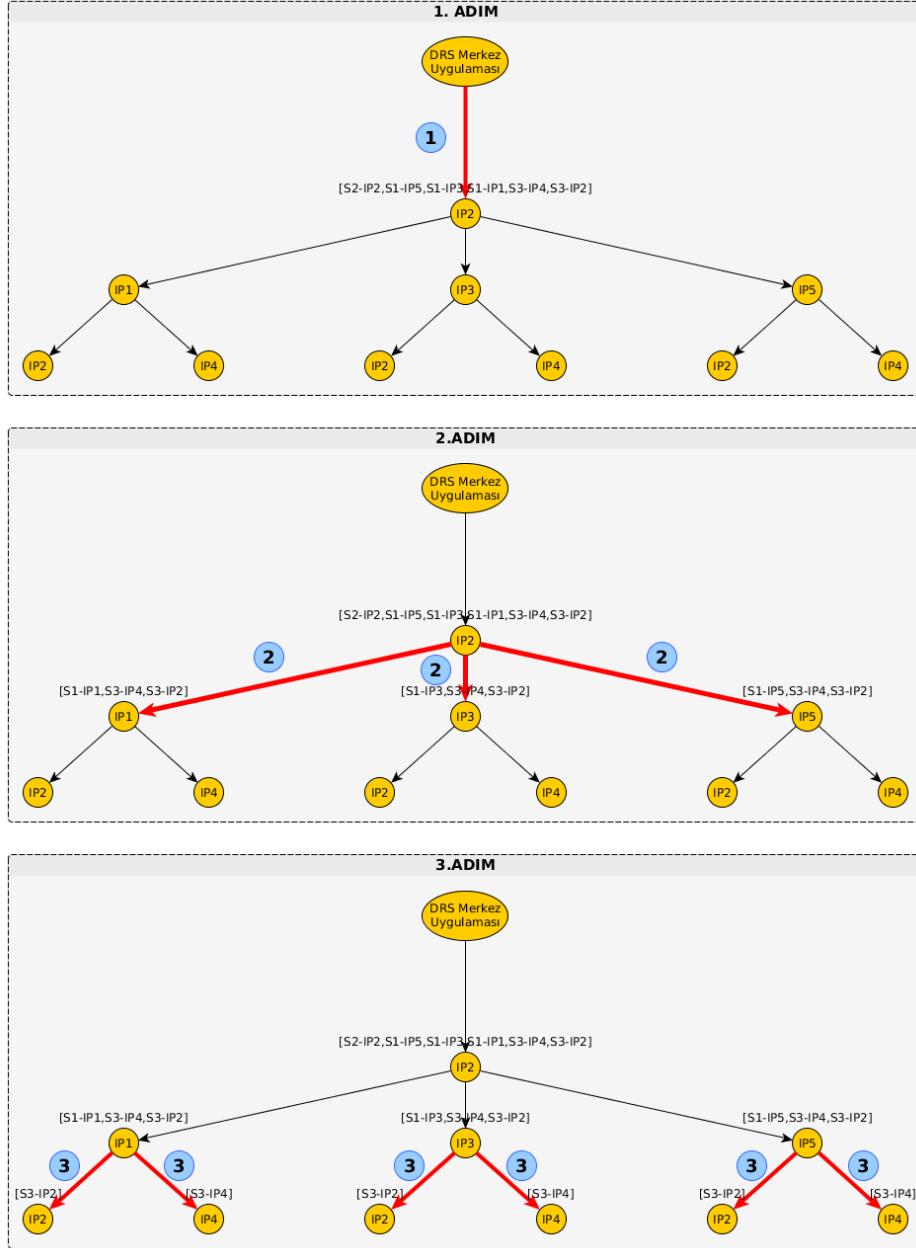 1. ADIM
DRS Merkez
Uygulaması
1
[S2-IP2,S1-IP5,S1-IP3,S1-IP1,S3-IP4,S3-IP2]
IP2
IP1
IP3
IP5
IP2
IP4
IP2
IP4
IP2
IP4
2.ADIM
DRS Merkez
Uygulaması
[S2-IP2,S1-IP5,S1-IP3,S1-IP1,S3-IP4,S3-IP2]
IP2
2
2
2
[S1-IP1,S3-IP4,S3-IP2]
[S1-IP3,S3-IP4,S3-IP2]
[S1-IP5,S3-IP4,S3-IP2]
IP1
IP3
IP5
IP2
IP4
IP2
IP4
IP2
IP4
3.ADIM
DRS Merkez
Uygulaması
[S2-IP2,S1-IP5,S1-IP3,S1-IP1,S3-IP4,S3-IP2]
IP2
[S1-IP1,S3-IP4,S3-IP2]
[S1-IP3,S3-IP4,S3-IP2]
[S1-IP5,S3-IP4,S3-IP2]
IP1
IP3
IP5
3
3
3
3
3
3
[S3-IP2]
[S3-IP4]
[S3-IP2]
[S3-IP4]
[S3-IP2]
[S3-IP4]
IP2
IP4
IP2
IP4
IP2
IP4